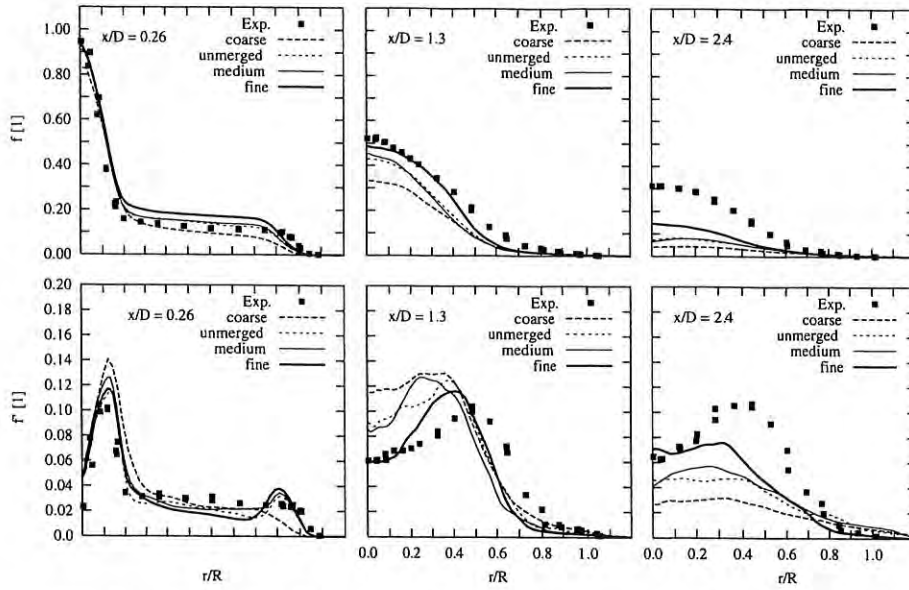 1.00
0.80
0.60
0.40
0.20
0.00
f [1]
x/D = 0.26
Exp.
coarse
unmerged
medium
fine
x/D = 1.3
Exp.
coarse
unmerged
medium
fine
x/D = 2.4
Exp.
coarse
unmerged
medium
fine
0.20
0.18
0.16
0.14
0.12
0.10
0.08
0.06
0.04
0.02
0.00
f' [1]
x/D = 0.26
Exp.
coarse
unmerged
medium
fine
x/D = 1.3
Exp.
coarse
unmerged
medium
fine
x/D = 2.4
Exp.
coarse
unmerged
medium
fine
0.0 0.2 0.4 0.6 0.8 1.0
0.0 0.2 0.4 0.6 0.8 1.0
r/R
r/R
r/R